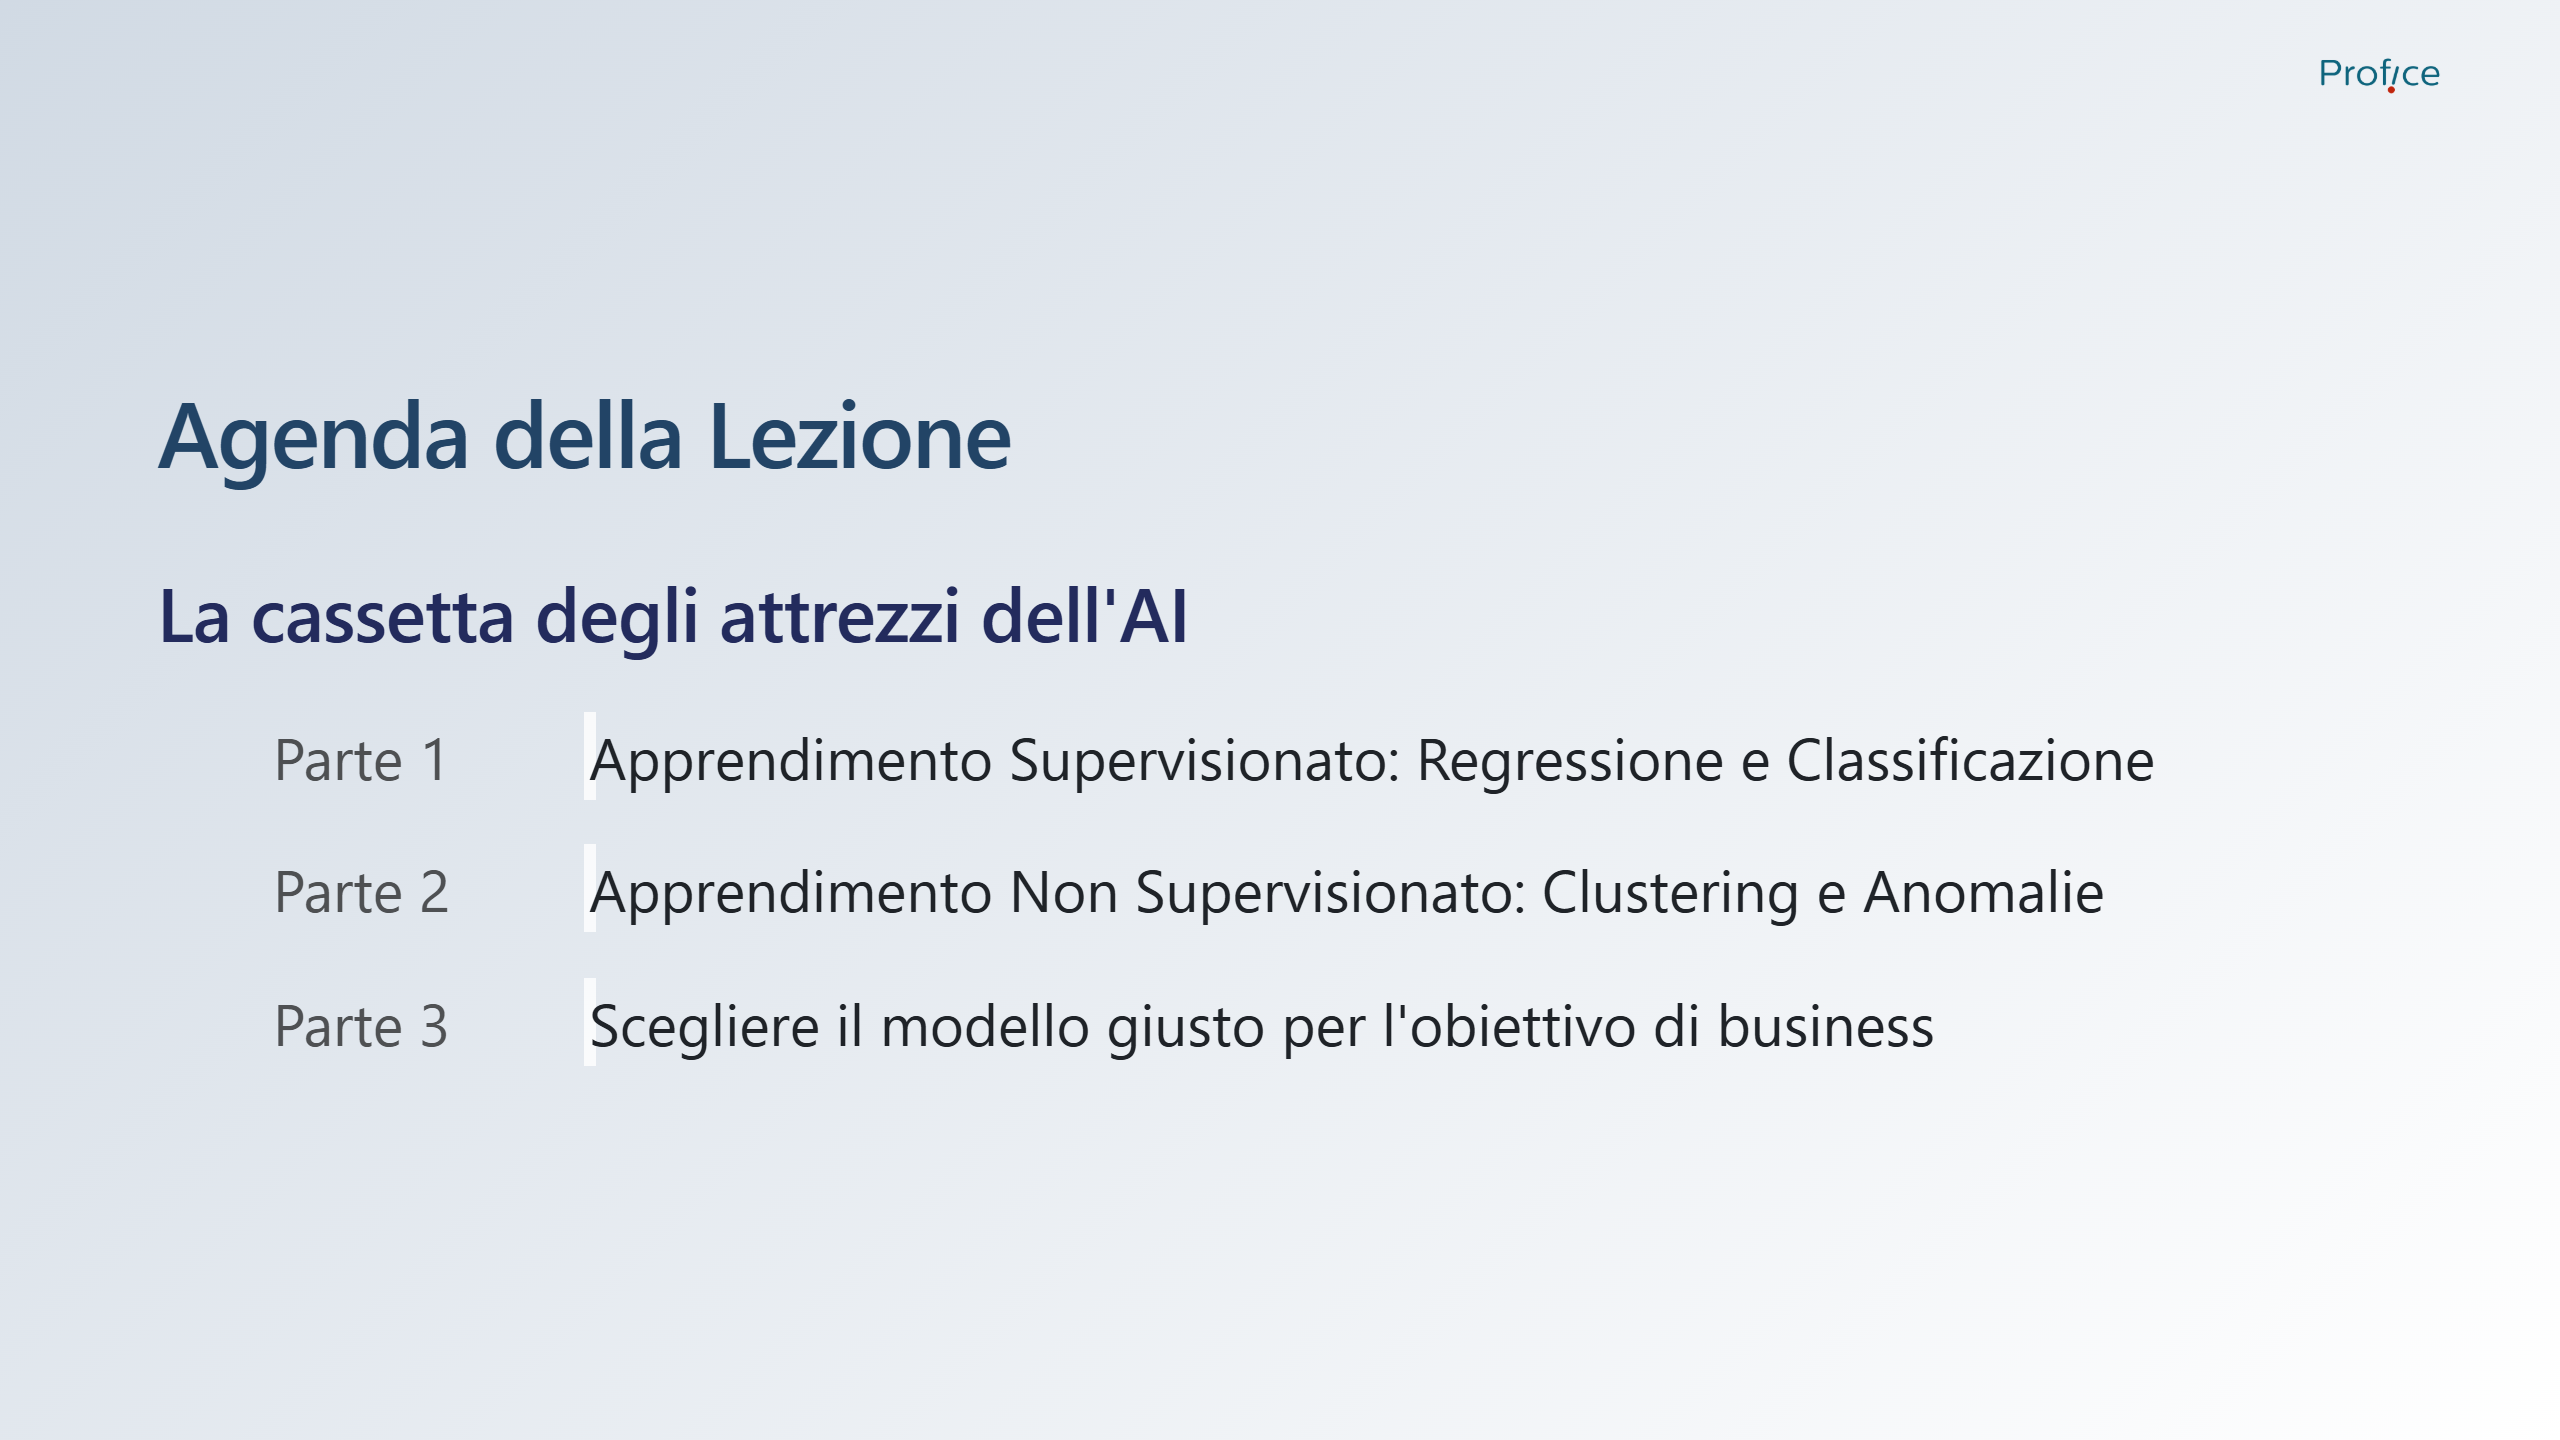 Profice
Agenda della Lezione
La cassetta degli attrezzi dell'AI
Parte 1 Apprendimento Supervisionato: Regressione e Classificazione
Parte 2 Apprendimento Non Supervisionato: Clustering e Anomalie
Parte 3 Scegliere il modello giusto per l'obiettivo di business